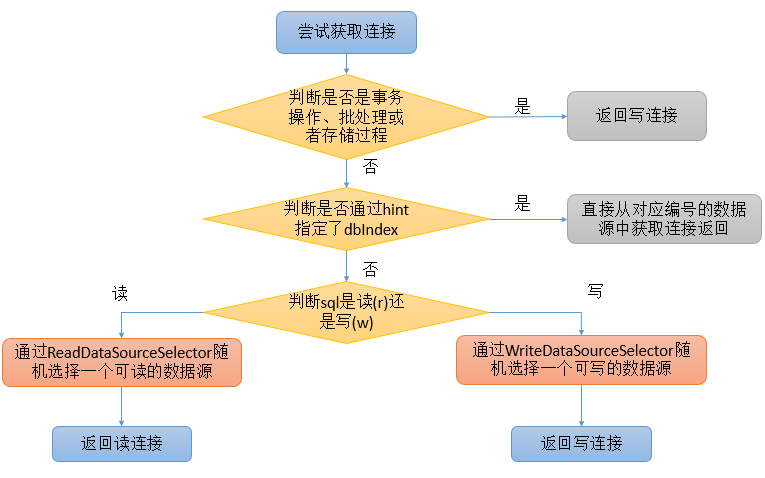 尝试获取连接
判断是否是事务
操作、批处理或
者存储过程
是
返回写连接
否
判断是否通过hint
指定了dbIndex
是
直接从对应编号的数据
源中获取连接返回
否
判断sql是读(r)还
是写(w)
读
写
通过ReadDataSourceSelector随
机选择一个可读的数据源
通过WriteDataSourceSelector随
机选择一个可写的数据源
返回读连接
返回写连接